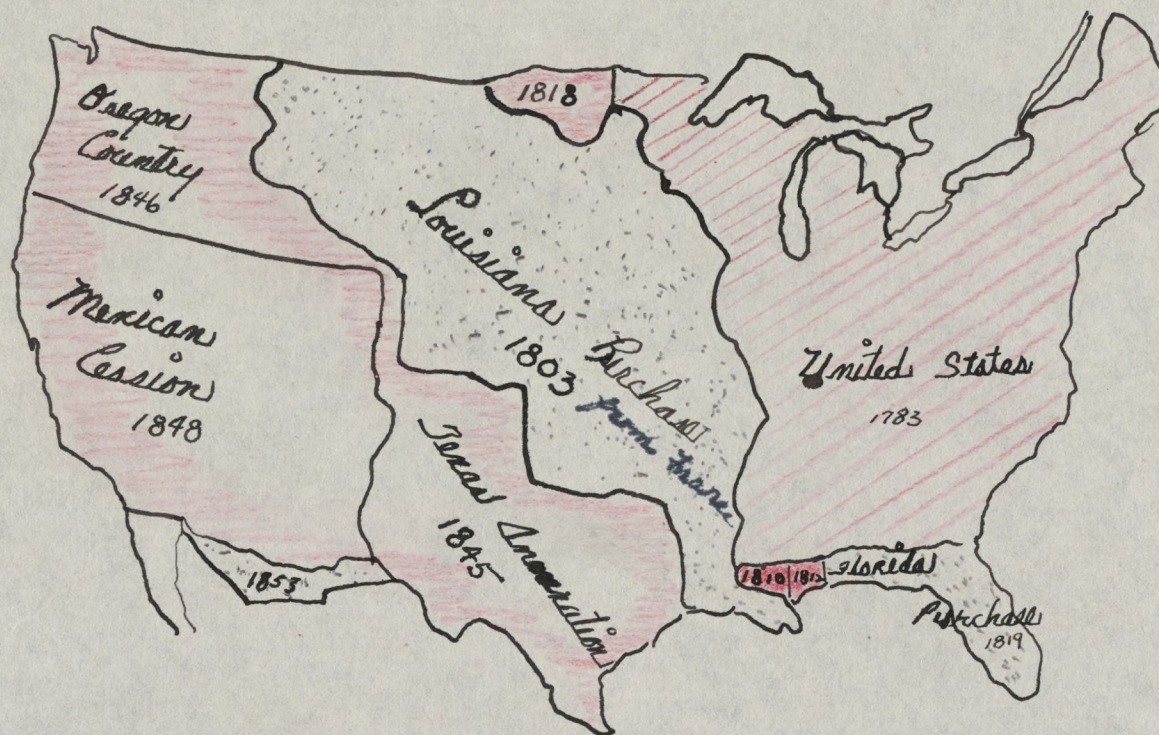 1818
Oregon
Country
1846
Louisiana Purchase
1803
from France
Mexican
Cession
1848
United States
1783
Texas Annexation
1845
1853
1810
1812
Florida
Purchase
1819